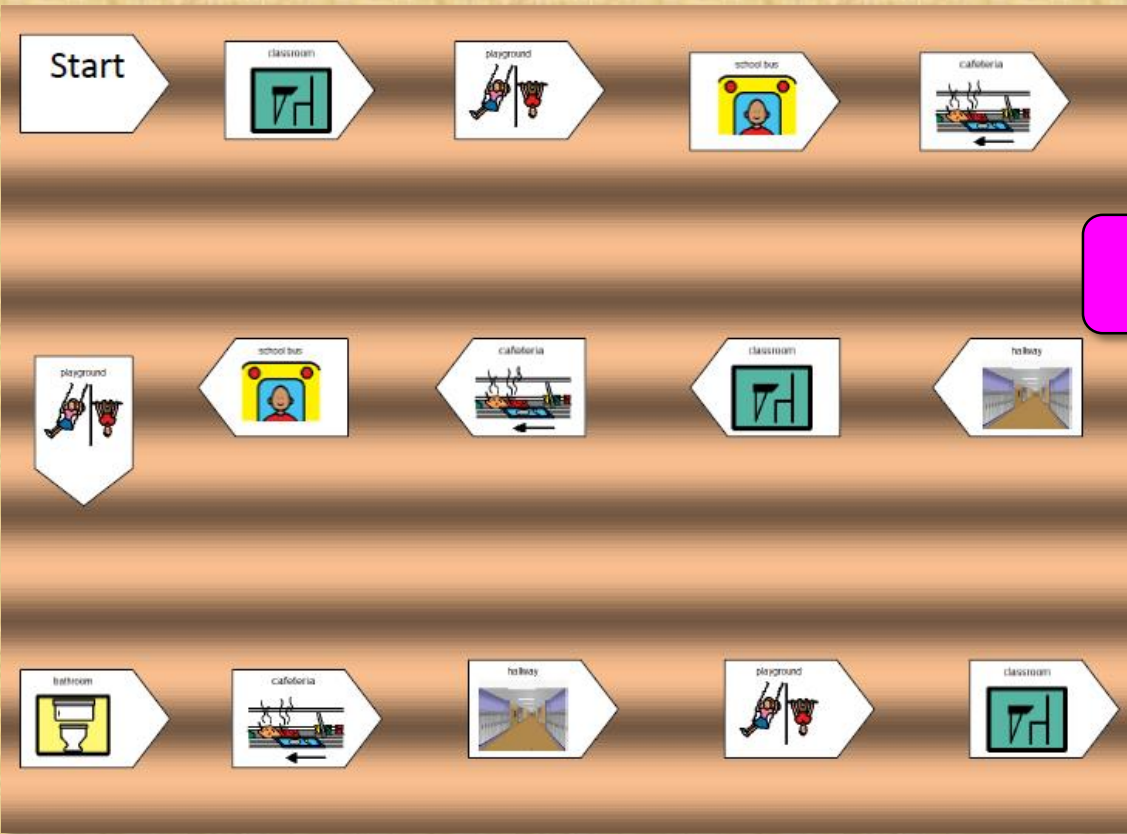 Start
classroom
playground
school bus
cafeteria
playground
school bus
cafeteria
classroom
hallway
bathroom
cafeteria
hallway
playground
classroom